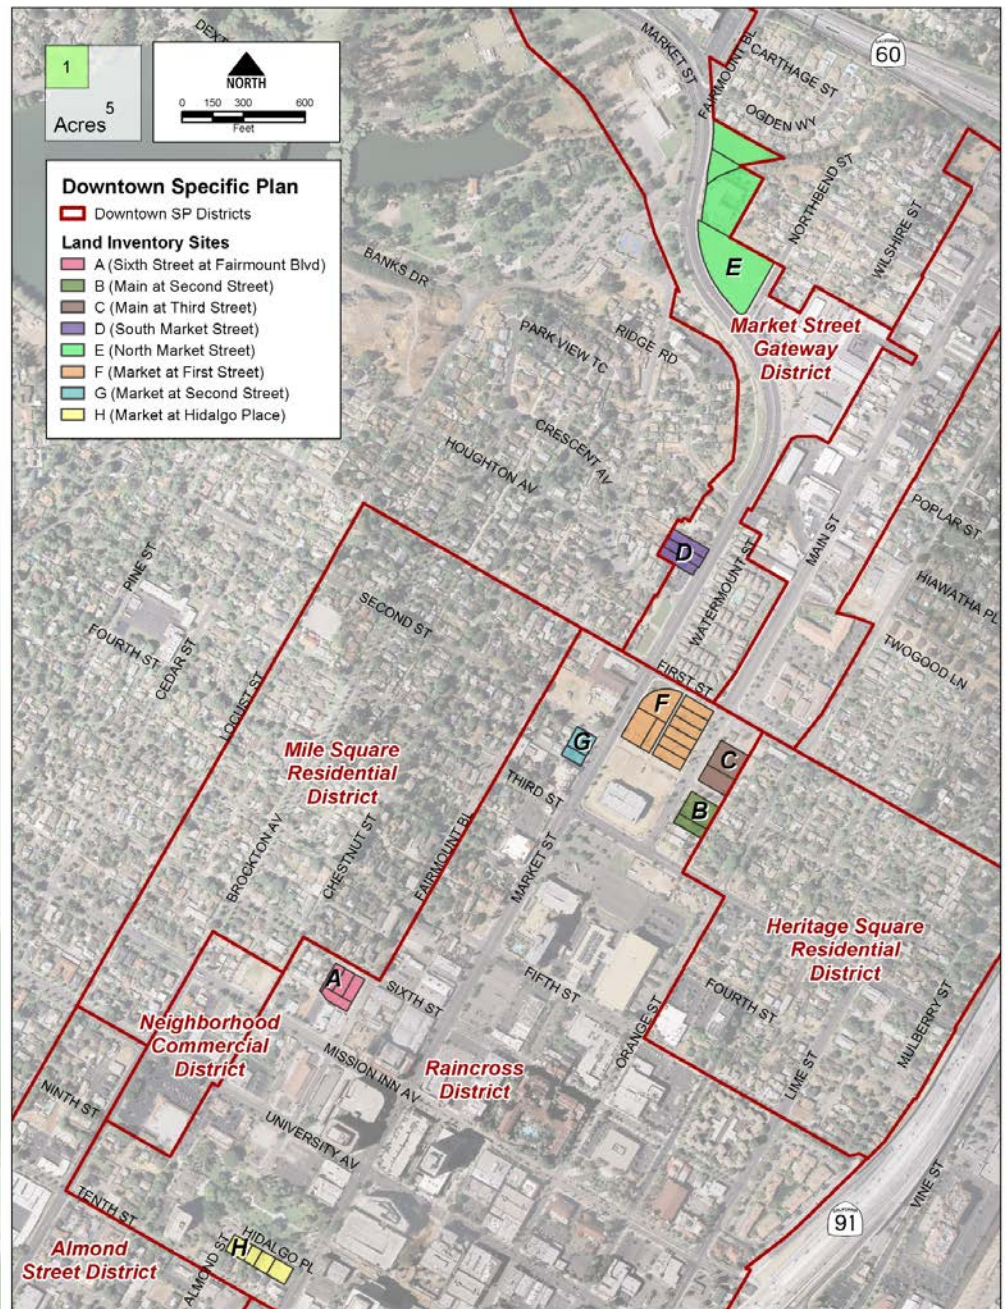 DEXT
MARKET ST
FAIRMOUNT BL
CARTHAGE ST
CALIFORNIA
60
1
5
Acres
NORTH
0 150 300 600
Feet
OGDEN WY
NORTHBEND ST
WILSHIRE ST
Downtown Specific Plan
Downtown SP Districts
Land Inventory Sites
A (Sixth Street at Fairmount Blvd)
B (Main at Second Street)
C (Main at Third Street)
D (South Market Street)
E (North Market Street)
F (Market at First Street)
G (Market at Second Street)
H (Market at Hidalgo Place)
BANKS DR
E
PARK VIEW TC
RIDGE RD
Market Street
Gateway
District
CRESCENT AV
HOUGHTON AV
POPLAR ST
MAIN ST
D
WATERMOUNT ST
HIAWATHA PL
PINE ST
FOURTH ST
CEDAR ST
SECOND ST
TWOGOOD LN
LOCUST ST
FIRST ST
F
G
C
B
Mile Square
Residential
District
THIRD ST
MARKET ST
BROCKTON AV
CHESTNUT ST
FAIRMOUNT BL
Heritage Square
Residential
District
A
SIXTH ST
FIFTH ST
FOURTH ST
ORANGE ST
MULBERRY ST
LIME ST
Neighborhood
Commercial
District
MISSION INN AV
Raincross
District
NINTH ST
UNIVERSITY AV
VINE ST
CALIFORNIA
91
TENTH ST
Almond
Street District
ALMOND ST
H
HIDALGO PL